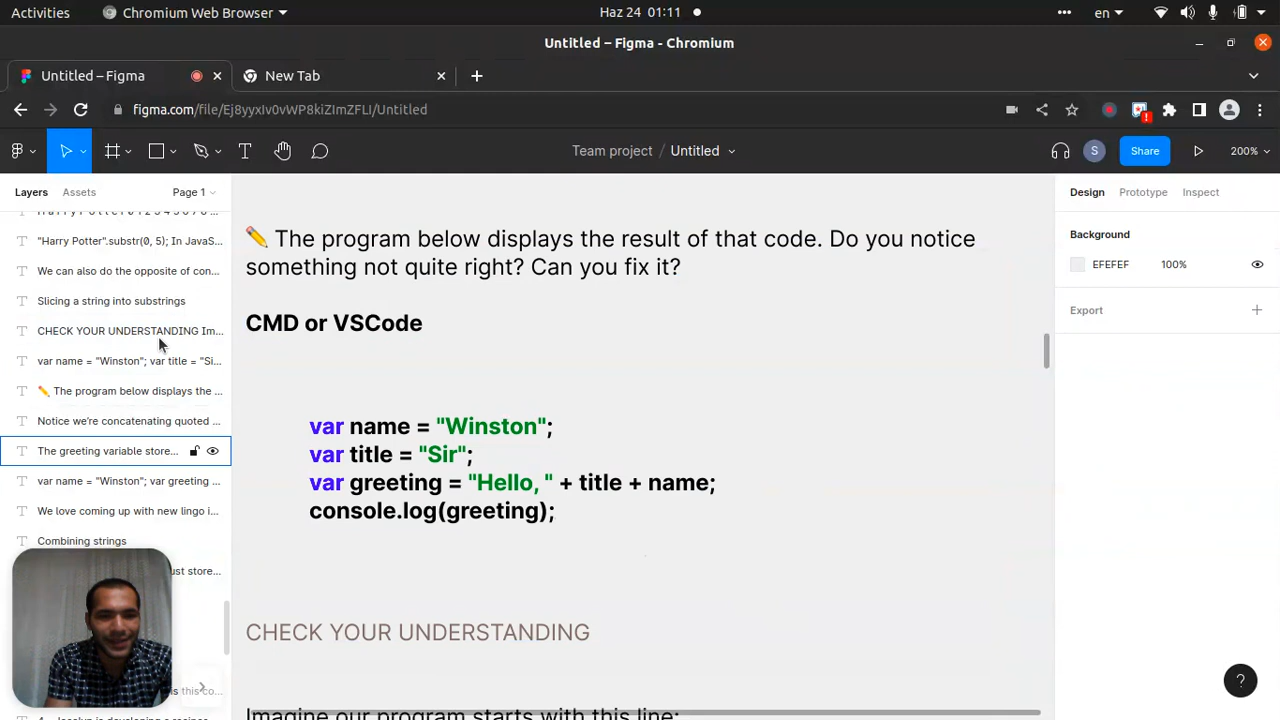 Activities
Chromium Web Browser
Haz 24 01:11
en
Untitled – Figma - Chromium
Untitled – Figma
New Tab
figma.com/file/Ej8yyxIv0vWP8kiZImZFLI/Untitled
Team project / Untitled
S
Share
200%
Layers
Assets
Page 1
Design
Prototype
Inspect
"Harry Potter".substr(0, 5); In JavaS...
We can also do the opposite of con...
Slicing a string into substrings
CHECK YOUR UNDERSTANDING Im...
var name = "Winston"; var title = "Si...
✏️ The program below displays the ...
Notice we're concatenating quoted ...
The greeting variable store...
var name = "Winston"; var greeting ...
We love coming up with new lingo i...
Combining strings
ust store...
is this co...
Background
EFEFEF
100%
Export
✏️ The program below displays the result of that code. Do you notice
something not quite right? Can you fix it?
CMD or VSCode
var name = "Winston";
var title = "Sir";
var greeting = "Hello, " + title + name;
console.log(greeting);
CHECK YOUR UNDERSTANDING
Imagine our program starts with this line:
?